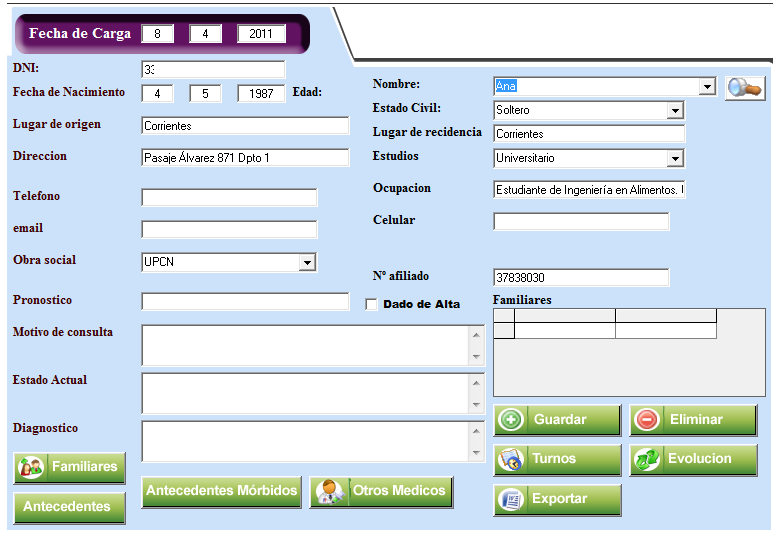 Fecha de Carga 8 4 2011
DNI: 33
Fecha de Nacimiento 4 5 1987 Edad:
Nombre: Ana
Estado Civil: Soltero
Lugar de origen Corrientes
Lugar de recidencia Corrientes
Direccion Pasaje Álvarez 871 Dpto 1
Estudios Universitario
Telefono
Ocupacion Estudiante de Ingeniería en Alimentos.
email
Celular
Obra social UPCN
Nº afiliado 37838030
Pronostico
Dado de Alta
Familiares
Motivo de consulta
Estado Actual
Diagnostico
Guardar
Eliminar
Familiares
Turnos
Evolucion
Antecedentes
Antecedentes Mórbidos
Otros Medicos
Exportar